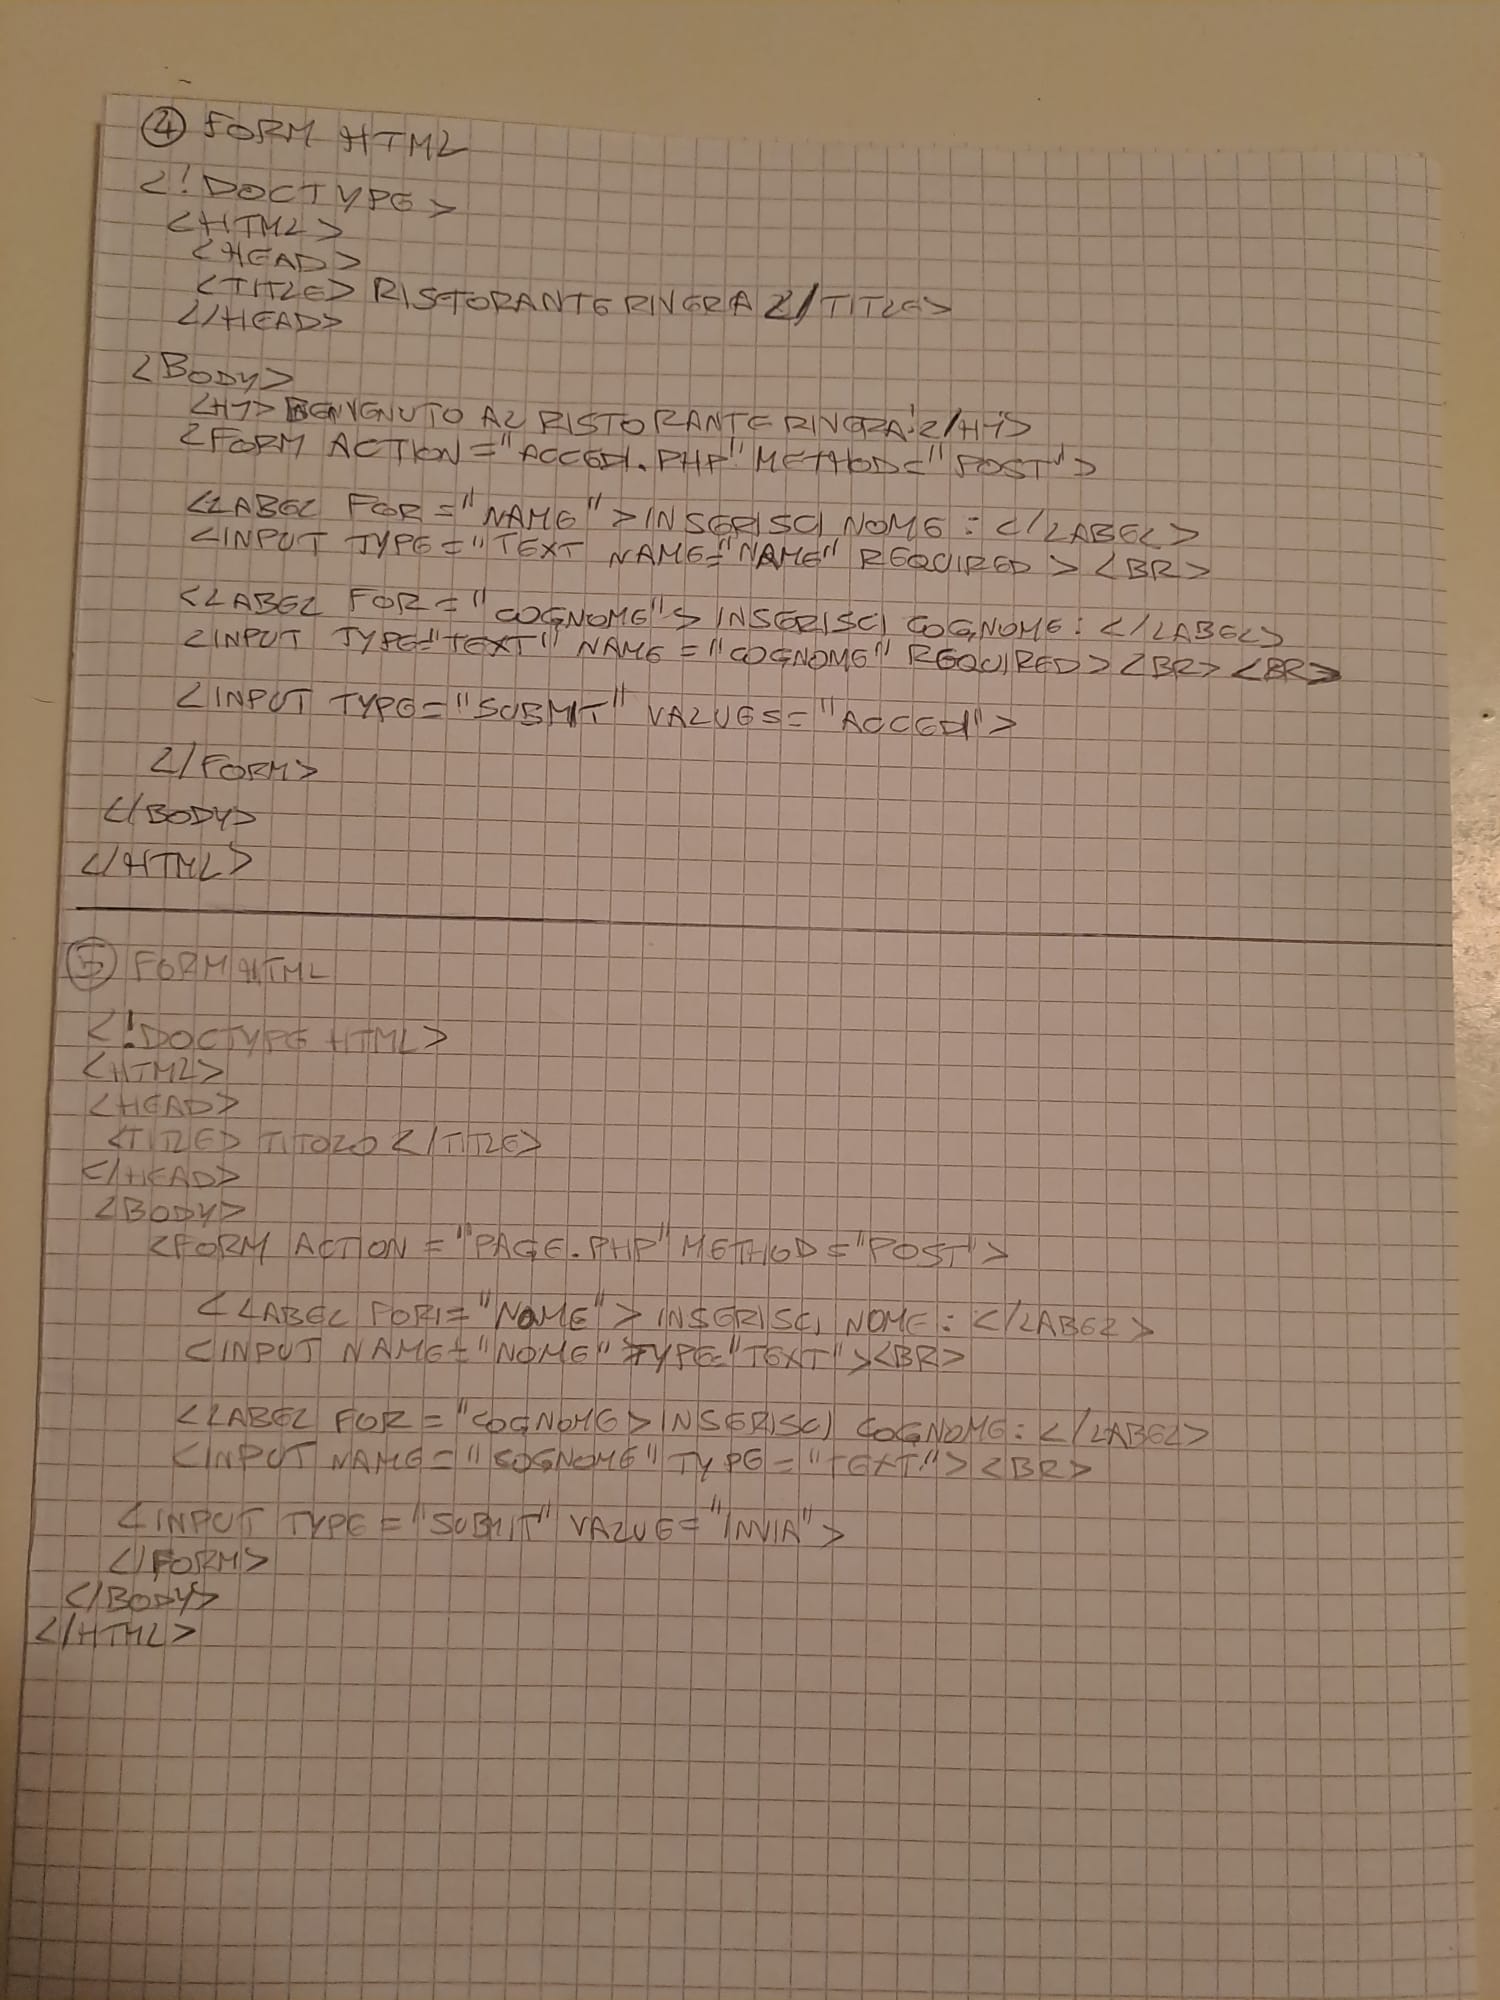 ④ FORM HTML
<!DOCTYPE>
<HTML>
<HEAD>
<TITLE> RISTORANTE RIVERA </TITLE>
</HEAD>
<BODY>
<H1> BENVENUTO AL RISTORANTE RIVERA! </H1>
<FORM ACTION="ACCEDI.PHP" METHOD="POST">
<LABEL FOR="NAME"> INSERISCI NOME: </LABEL>
<INPUT TYPE="TEXT NAME="NAME" REQUIRED> <BR>
<LABEL FOR="COGNOME"> INSERISCI COGNOME: </LABEL>
<INPUT TYPE="TEXT" NAME="COGNOME" REQUIRED> <BR> <BR>
<INPUT TYPE="SUBMIT" VALUES="ACCEDI">
</FORM>
</BODY>
</HTML>
⑤ FORM HTML
<!DOCTYPE HTML>
<HTML>
<HEAD>
<TITLE> TITOLO </TITLE>
</HEAD>
<BODY>
<FORM ACTION="PAGE.PHP" METHOD="POST">
<LABEL FOR="NOME"> INSERISCI NOME: </LABEL>
<INPUT NAME="NOME" TYPE="TEXT"><BR>
<LABEL FOR="COGNOME> INSERISCI COGNOME: </LABEL>
<INPUT NAME="COGNOME" TYPE="TEXT"> <BR>
<INPUT TYPE="SUBMIT" VALUE="INVIA">
</FORM>
</BODY>
</HTML>